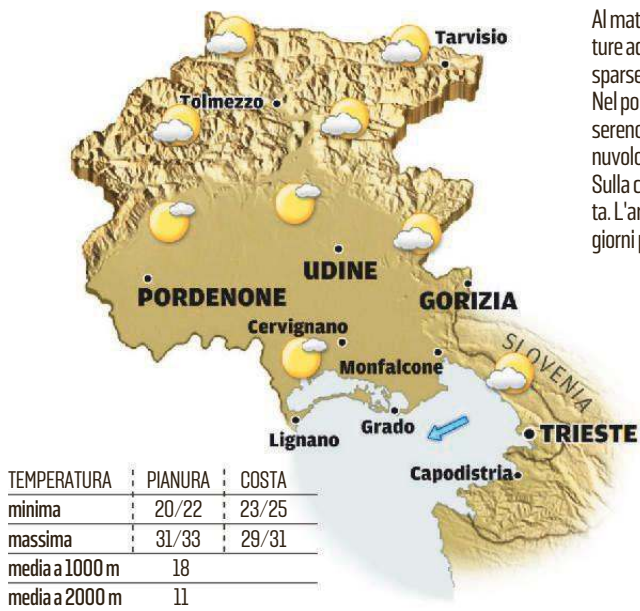 Tarvisio
Tolmezzo
UDINE
PORDENONE
GORIZIA
Cervignano
Monfalcone
SLOVENIA
Lignano
Grado
TRIESTE
Capodistria
TEMPERATURA PIANURA COSTA
minima 20/22 23/25
massima 31/33 29/31
media a 1000 m 18
media a 2000 m 11
Al mat
ture ac
sparse
Nel po
seren
nuvolo
Sulla c
ta. L'a
giorni p